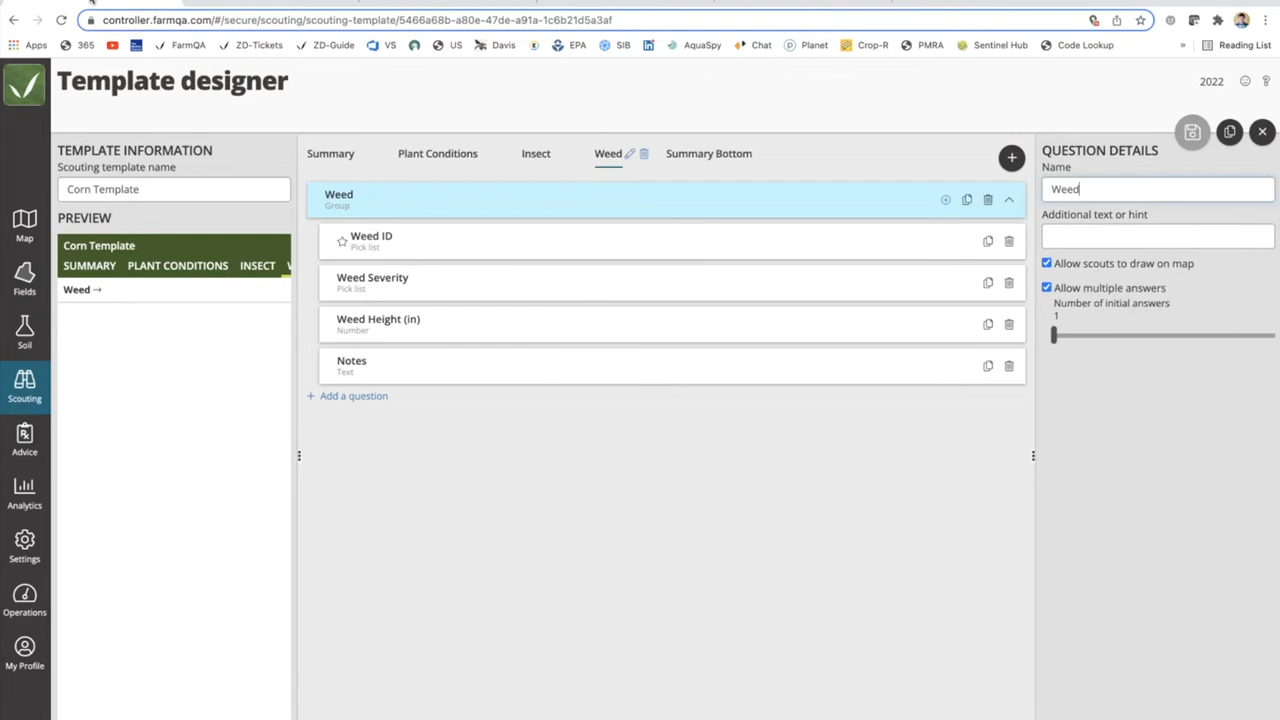 controller.farmqa.com/#/secure/scouting/scouting-template/5466a68b-a80e-47de-a91a-1c6b21d5a3af
Apps 365 FarmQA ZD-Tickets ZD-Guide VS US Davis EPA SIB AquaSpy Chat Planet Crop-R PMRA Sentinel Hub Code Lookup » Reading List
Template designer
2022
TEMPLATE INFORMATION
Scouting template name
Corn Template
PREVIEW
Corn Template
SUMMARY PLANT CONDITIONS INSECT
Weed →
Map
Fields
Soil
Scouting
Advice
Analytics
Settings
Operations
My Profile
Summary Plant Conditions Insect Weed Summary Bottom
Weed
Group
Weed ID
Pick list
Weed Severity
Pick list
Weed Height (in)
Number
Notes
Text
+ Add a question
QUESTION DETAILS
Name
Weed
Additional text or hint
Allow scouts to draw on map
Allow multiple answers
Number of initial answers
1